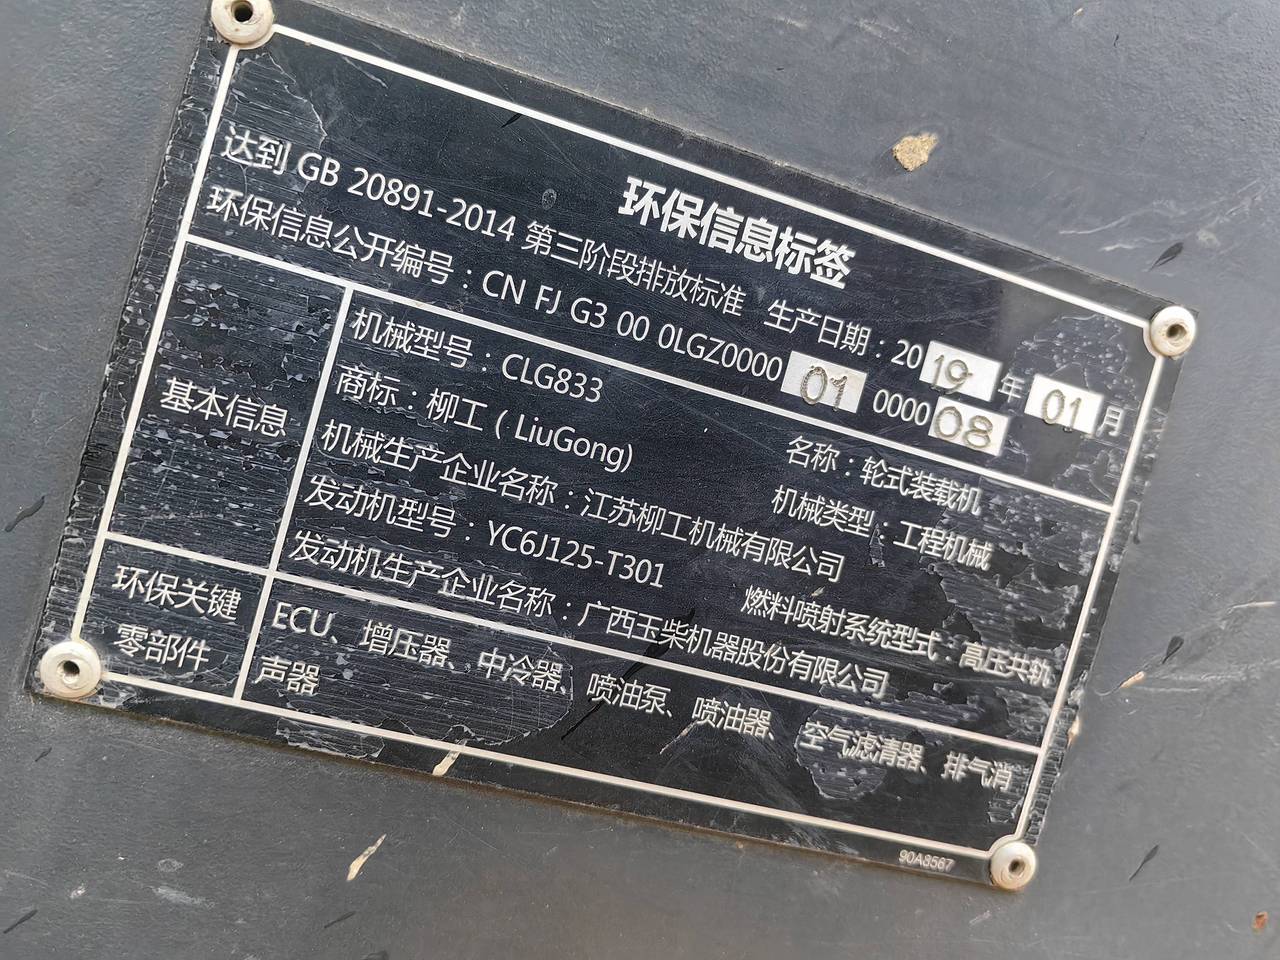 环保信息标签
达到 GB 20891-2014 第三阶段排放标准 生产日期：2019年01月
环保信息公开编号：CN FJ G3 00 0LGZ0000 01 0000 08
基本信息
机械型号：CLG833 名称：轮式装载机
商标：柳工（LiuGong） 机械类型：工程机械
机械生产企业名称：江苏柳工机械有限公司
发动机型号：YC6J125-T301 燃料喷射系统型式：高压共轨
发动机生产企业名称：广西玉柴机器股份有限公司
环保关键
零部件
ECU、增压器、中冷器、喷油泵、喷油器、空气滤清器、排气消
声器
90A8567